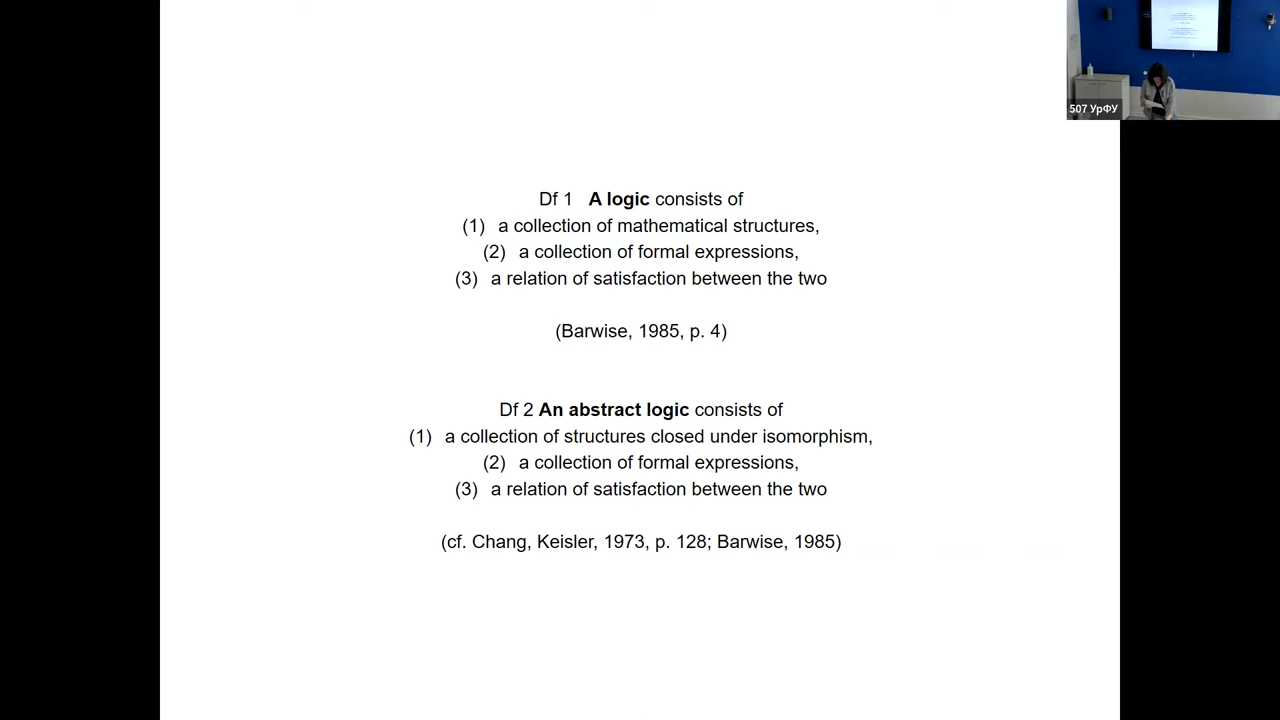 507 УрФУ
Df 1 A logic consists of
(1) a collection of mathematical structures,
(2) a collection of formal expressions,
(3) a relation of satisfaction between the two
(Barwise, 1985, p. 4)
Df 2 An abstract logic consists of
(1) a collection of structures closed under isomorphism,
(2) a collection of formal expressions,
(3) a relation of satisfaction between the two
(cf. Chang, Keisler, 1973, p. 128; Barwise, 1985)